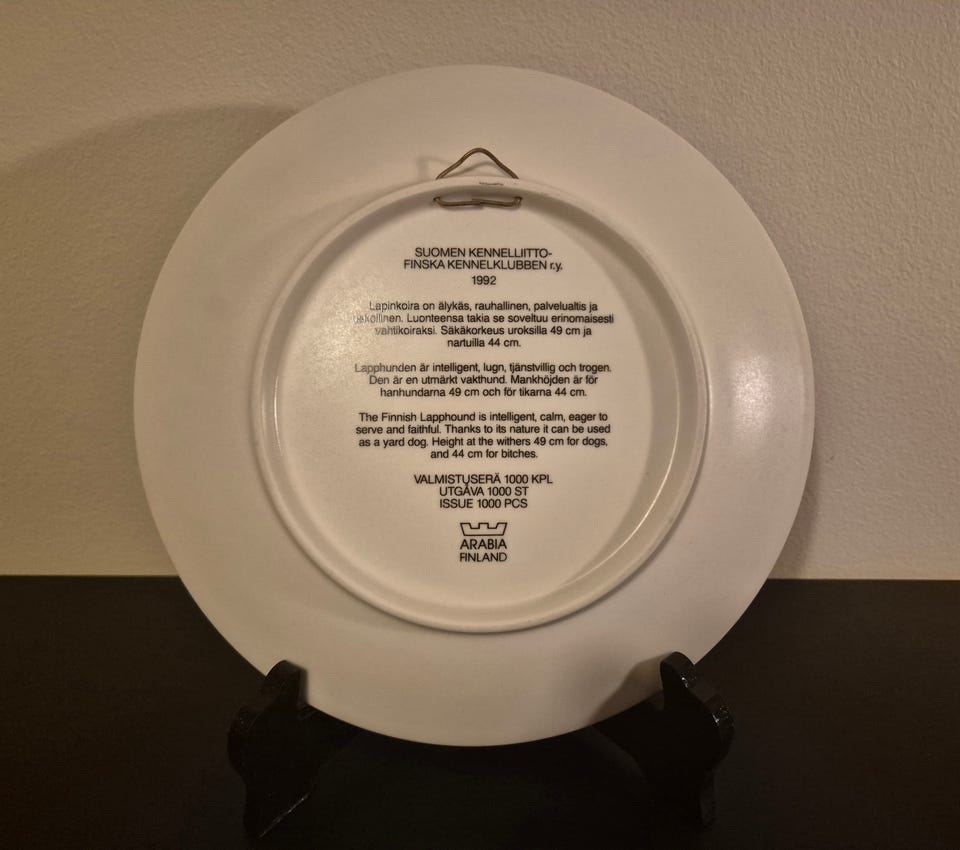 SUOMEN KENNELLIITTO-
FINSKA KENNELKLUBBEN r.y.
1992
Lapinkoira on älykäs, rauhallinen, palvelualtis ja
uskollinen. Luonteensa takia se soveltuu erinomaisesti
vahtikoiraksi. Säkäkorkeus uroksilla 49 cm ja
nartuilla 44 cm.
Lapphunden är intelligent, lugn, tjänstvillig och trogen.
Den är en utmärkt vakthund. Mankhöjden är för
hanhundarna 49 cm och för tikarna 44 cm.
The Finnish Lapphound is intelligent, calm, eager to
serve and faithful. Thanks to its nature it can be used
as a yard dog. Height at the withers 49 cm for dogs,
and 44 cm for bitches.
VALMISTUSERÄ 1000 KPL
UTGÅVA 1000 ST
ISSUE 1000 PCS
ARABIA
FINLAND